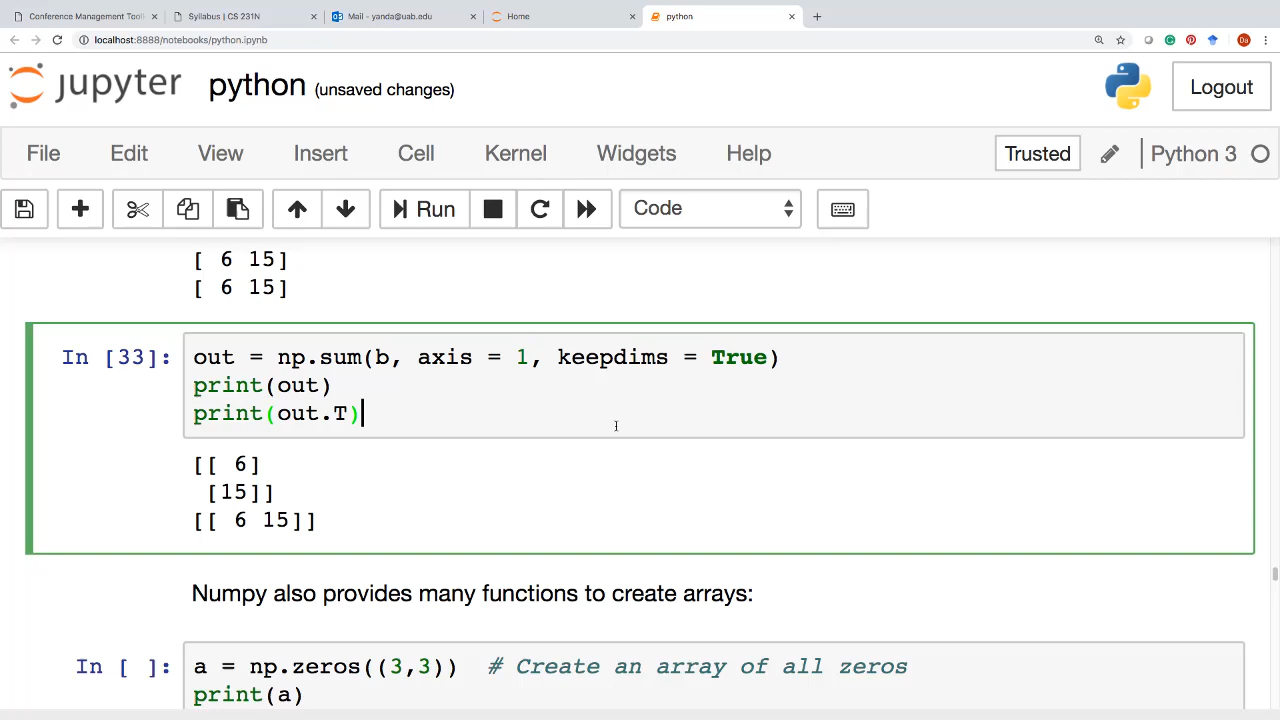 Conference Management Tool
Syllabus | CS 231N
Mail - yanda@uab.edu
Home
python
localhost:8888/notebooks/python.ipynb
Da
jupyter python (unsaved changes)
Logout
File Edit View Insert Cell Kernel Widgets Help
Trusted
Python 3
Run
Code
[ 6 15]
[ 6 15]
In [33]: out = np.sum(b, axis = 1, keepdims = True)
print(out)
print(out.T)
[[ 6]
[15]]
[[ 6 15]]
Numpy also provides many functions to create arrays:
In [ ]: a = np.zeros((3,3)) # Create an array of all zeros
print(a)